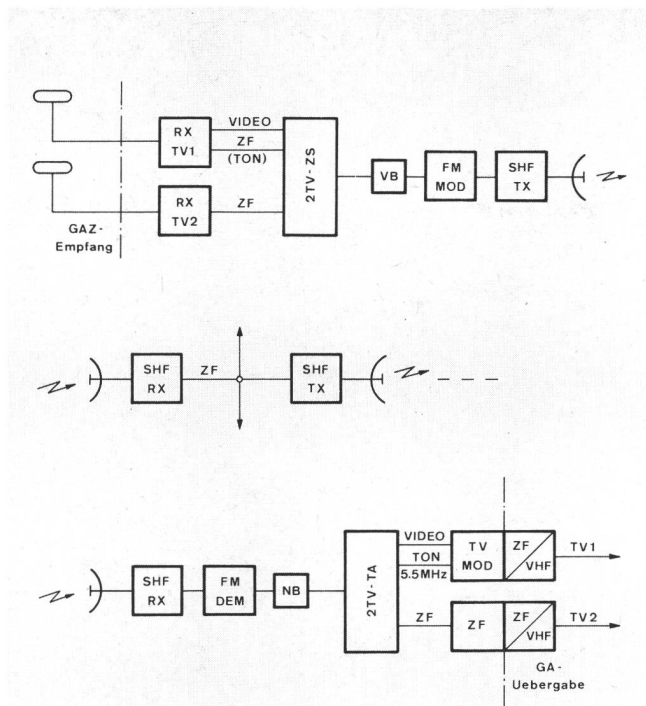 VIDEO
RX
TV1
ZF
(TON)
RX
TV2
ZF
2TV-ZS
VB
FM
MOD
SHF
TX
GAZ-
Empfang
SHF
RX
ZF
SHF
TX
SHF
RX
FM
DEM
NB
2TV-TA
VIDEO
TON
5.5MHz
TV
MOD
ZF
VHF
TV1
ZF
ZF
ZF
VHF
TV2
GA-
Uebergabe